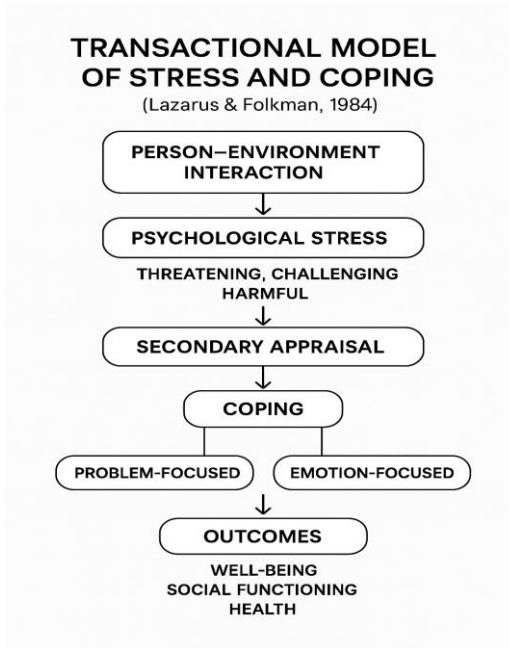 TRANSACTIONAL MODEL
OF STRESS AND COPING
(Lazarus & Folkman, 1984)
PERSON–ENVIRONMENT
INTERACTION
PSYCHOLOGICAL STRESS
THREATENING, CHALLENGING
HARMFUL
SECONDARY APPRAISAL
COPING
PROBLEM-FOCUSED
EMOTION-FOCUSED
OUTCOMES
WELL-BEING
SOCIAL FUNCTIONING
HEALTH